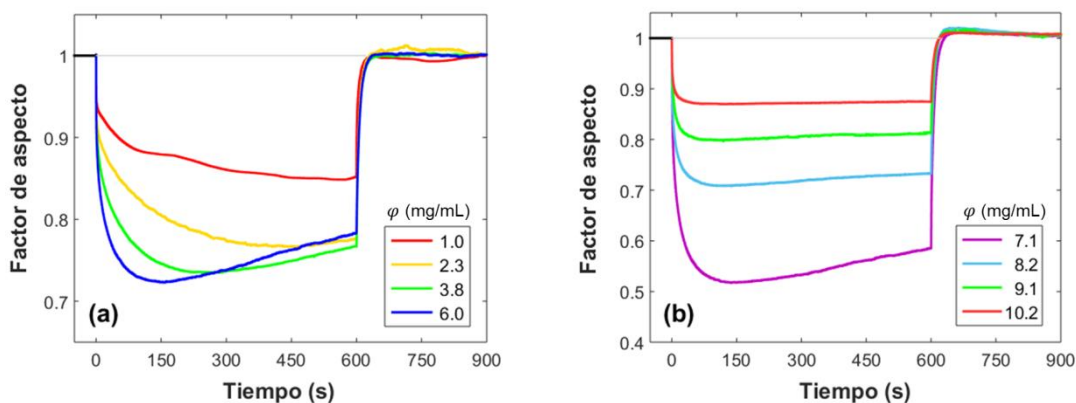 Factor de aspecto
1
0.9
0.8
0.7
(a)
φ (mg/mL)
1.0
2.3
3.8
6.0
0 150 300 450 600 750 900
Tiempo (s)
Factor de aspecto
1
0.9
0.8
0.7
0.6
0.5
0.4
(b)
φ (mg/mL)
7.1
8.2
9.1
10.2
0 150 300 450 600 750 900
Tiempo (s)